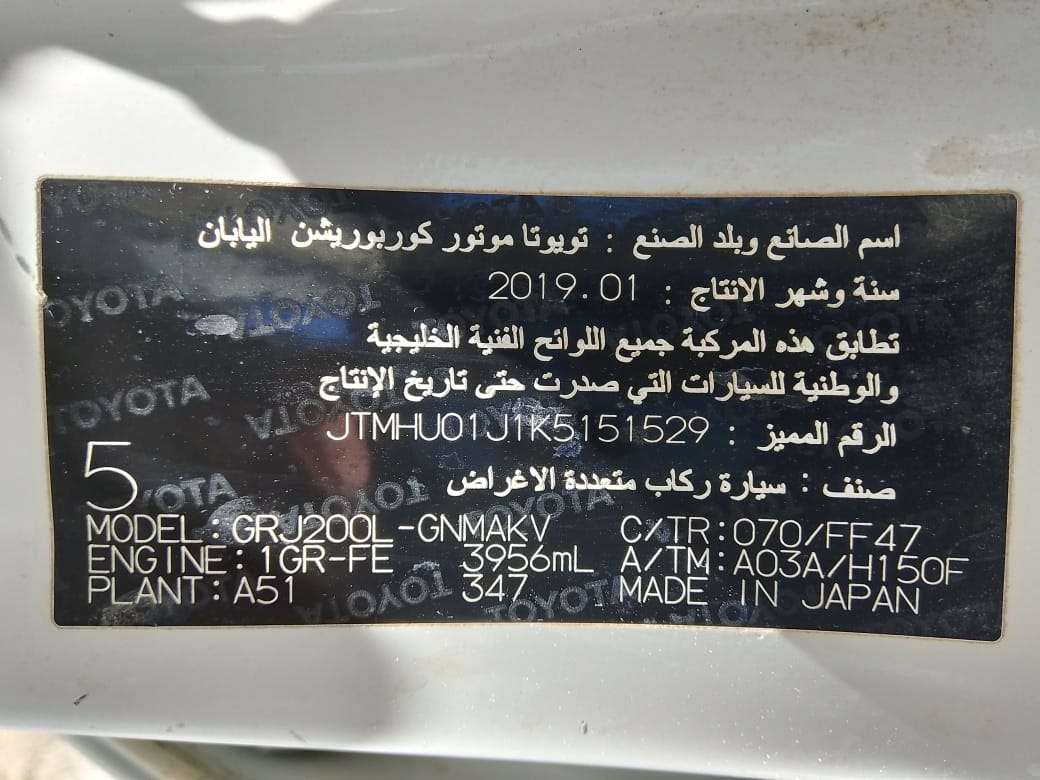 اسم الصانع وبلد الصنع : تويوتا موتور كوربوريشن اليابان
سنة وشهر الانتاج : 2019.01
تطابق هذه المركبة جميع اللوائح الفنية الخليجية
والوطنية للسيارات التي صدرت حتى تاريخ الإنتاج
الرقم المميز : JTMHU01J1K5151529
صنف : سيارة ركاب متعددة الاغراض
5
MODEL: GRJ200L-GNMAKV C/TR: 070/FF47
ENGINE: 1GR-FE 3956mL A/TM: A03A/H150F
PLANT: A51 347 MADE IN JAPAN